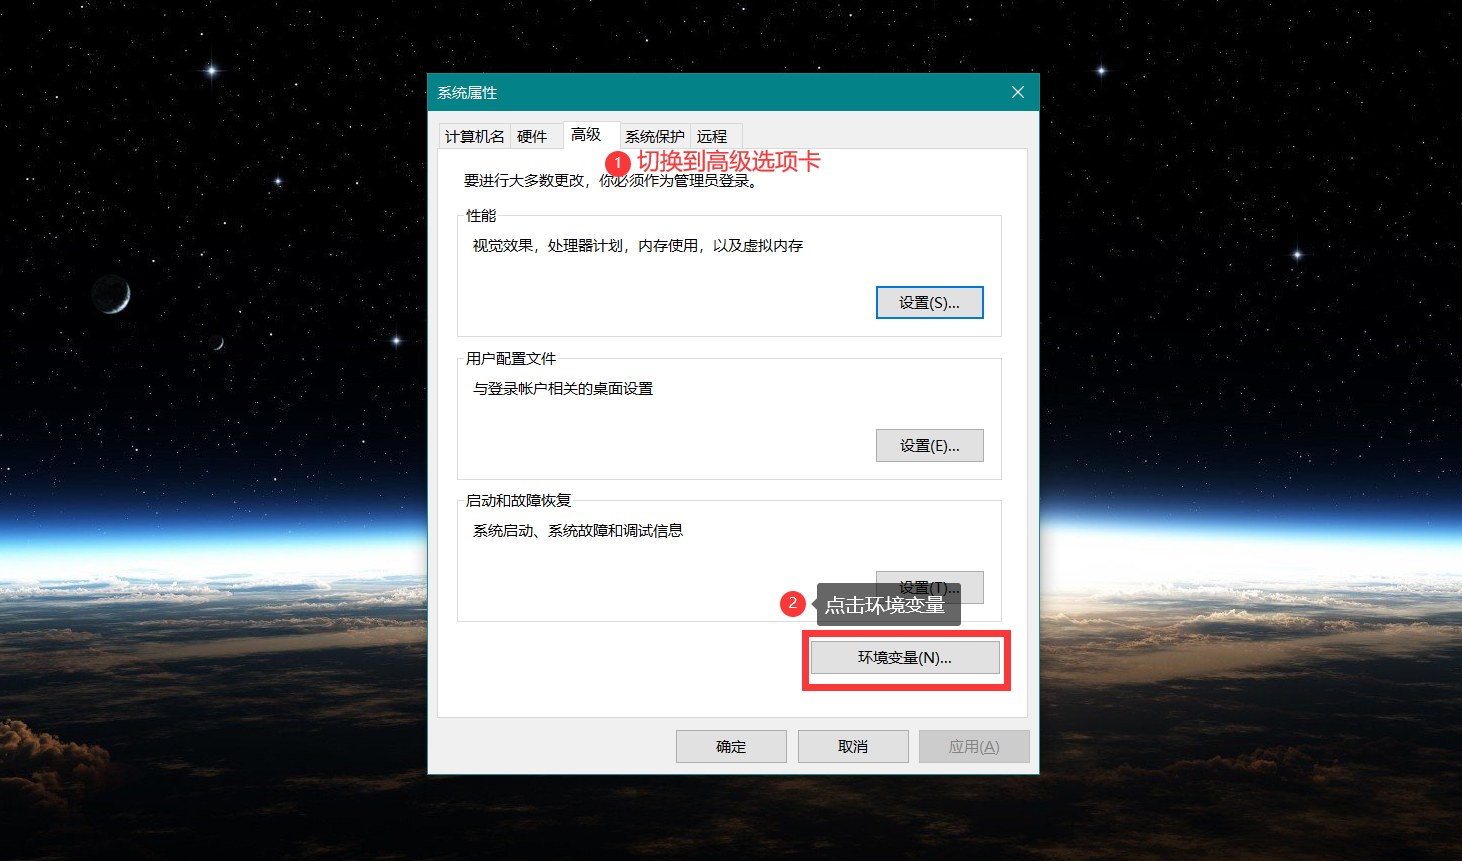 系统属性
计算机名 硬件 高级 系统保护 远程
1 切换到高级选项卡
要进行大多数更改，你必须作为管理员登录。
性能
视觉效果，处理器计划，内存使用，以及虚拟内存
设置(S)...
用户配置文件
与登录帐户相关的桌面设置
设置(E)...
启动和故障恢复
系统启动、系统故障和调试信息
设置(T)...
2 点击环境变量
环境变量(N)...
确定 取消 应用(A)